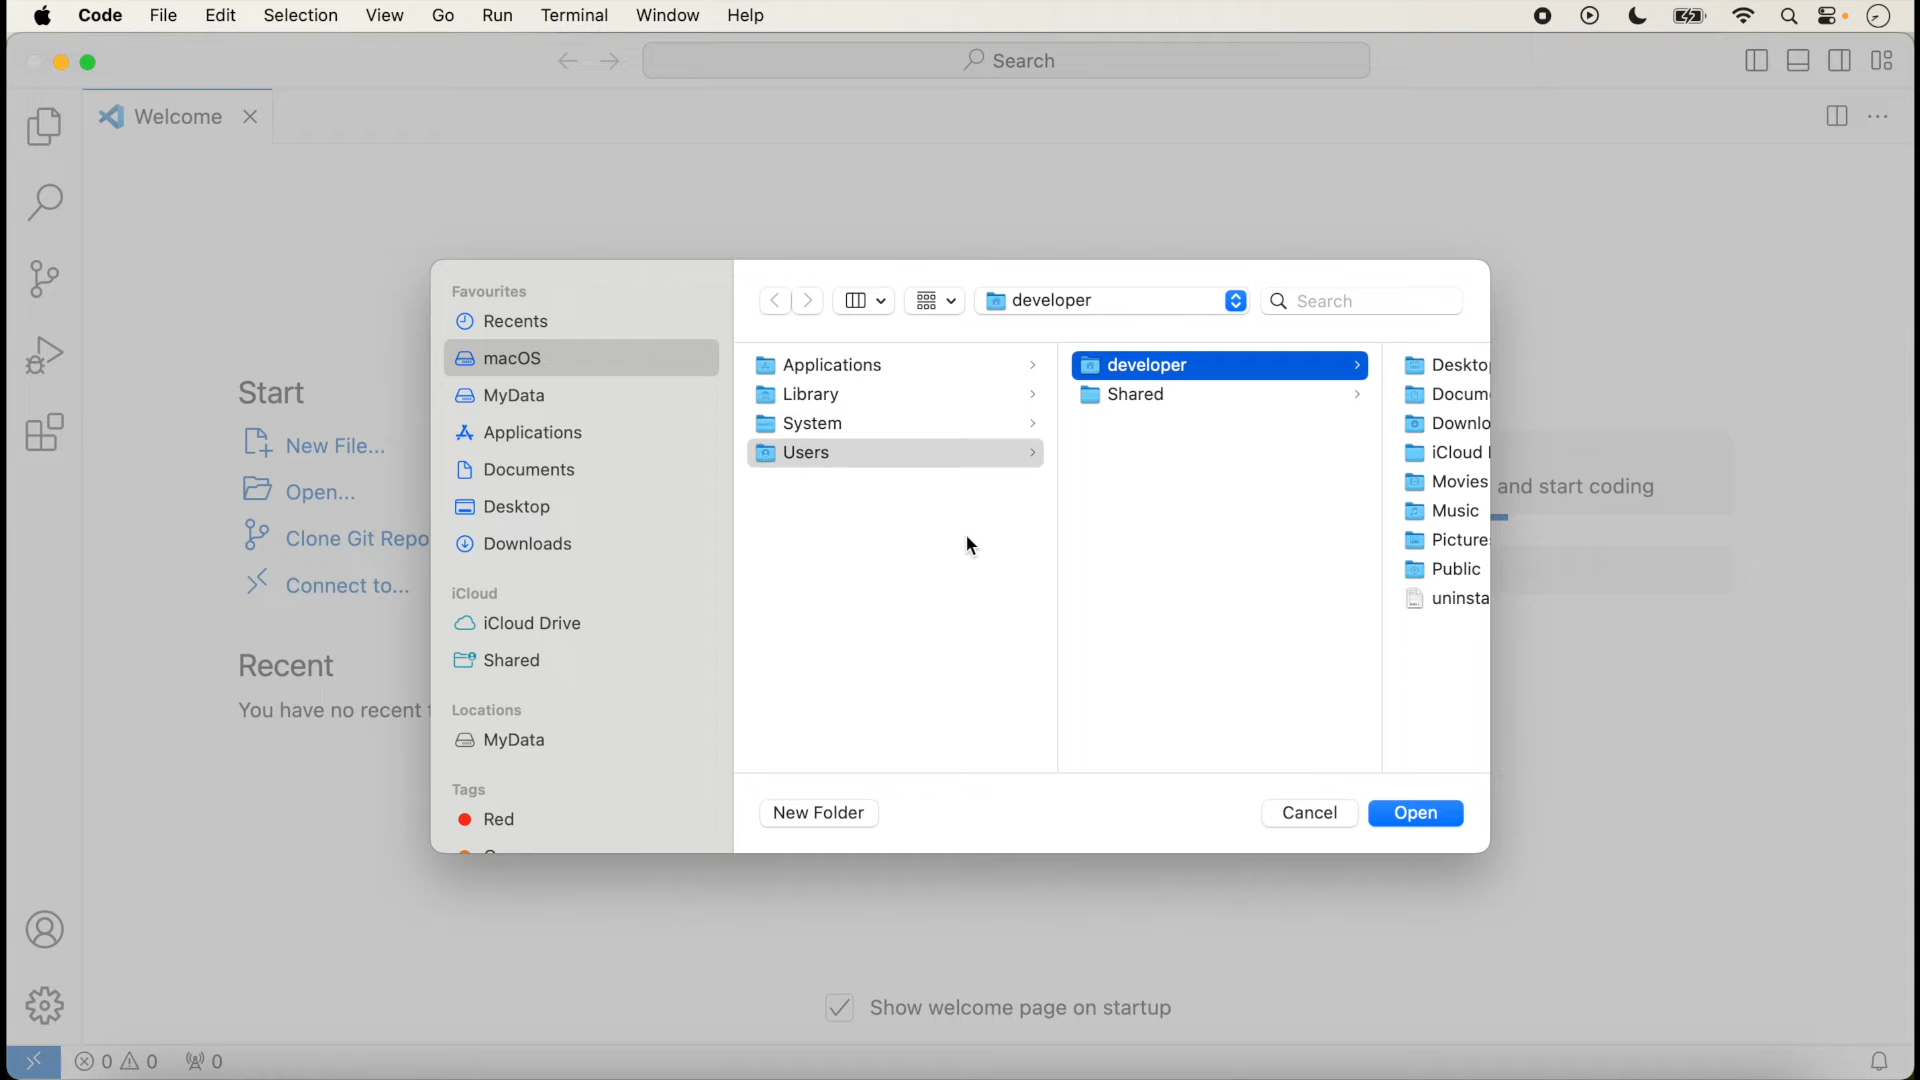 Code File Edit Selection View Go Run Terminal Window Help
Search
Welcome
Start
New File...
Open...
Clone Git Repo
Connect to...
Recent
You have no recent
and start coding
Favourites
Recents
macOS
MyData
Applications
Documents
Desktop
Downloads
iCloud
iCloud Drive
Shared
Locations
MyData
Tags
Red
developer
Search
Applications
Library
System
Users
developer
Shared
Deskto
Docum
Downlo
iCloud
Movies
Music
Picture
Public
uninsta
New Folder
Cancel
Open
Show welcome page on startup
0 0 0